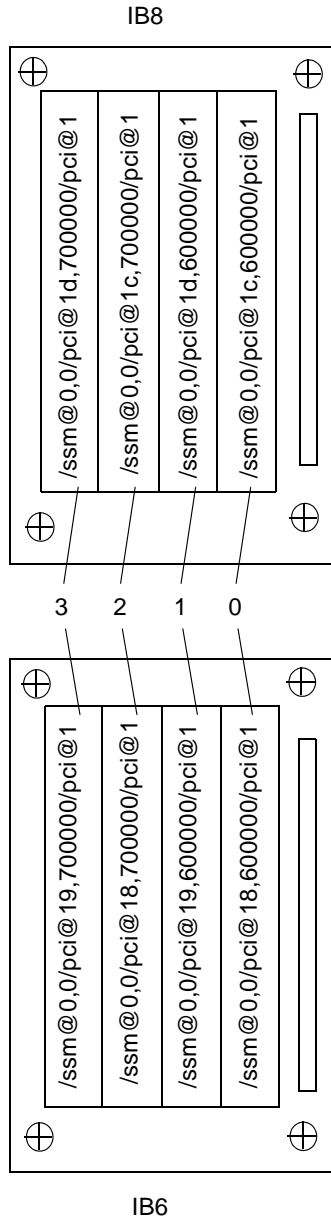 IB8
/ssm@0,0/pci@1d,700000/pci@1
/ssm@0,0/pci@1c,700000/pci@1
/ssm@0,0/pci@1d,600000/pci@1
/ssm@0,0/pci@1c,600000/pci@1
3 2 1 0
/ssm@0,0/pci@19,700000/pci@1
/ssm@0,0/pci@18,700000/pci@1
/ssm@0,0/pci@19,600000/pci@1
/ssm@0,0/pci@18,600000/pci@1
IB6